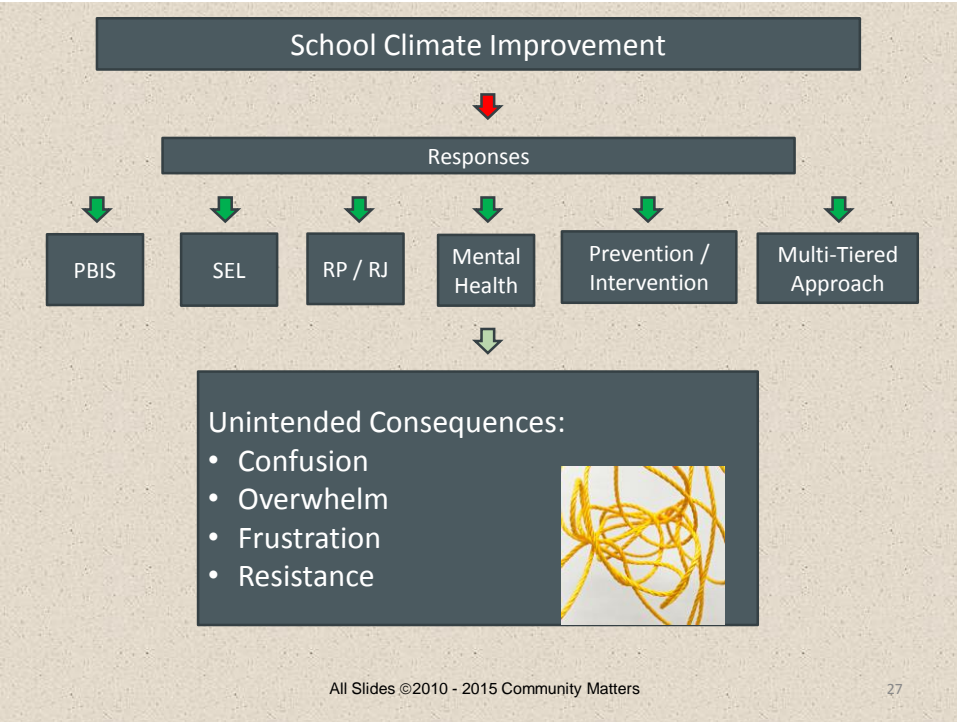 School Climate Improvement
Responses
PBIS
SEL
RP / RJ
Mental
Health
Prevention /
Intervention
Multi-Tiered
Approach
Unintended Consequences:
• Confusion
• Overwhelm
• Frustration
• Resistance
All Slides ©2010 - 2015 Community Matters
27